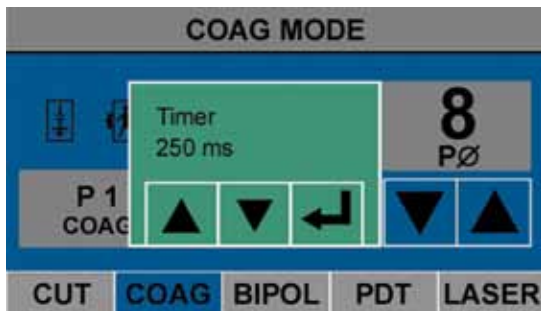 COAG MODE
Timer
250 ms
8
PØ
P 1
COAG
CUT COAG BIPOL PDT LASER